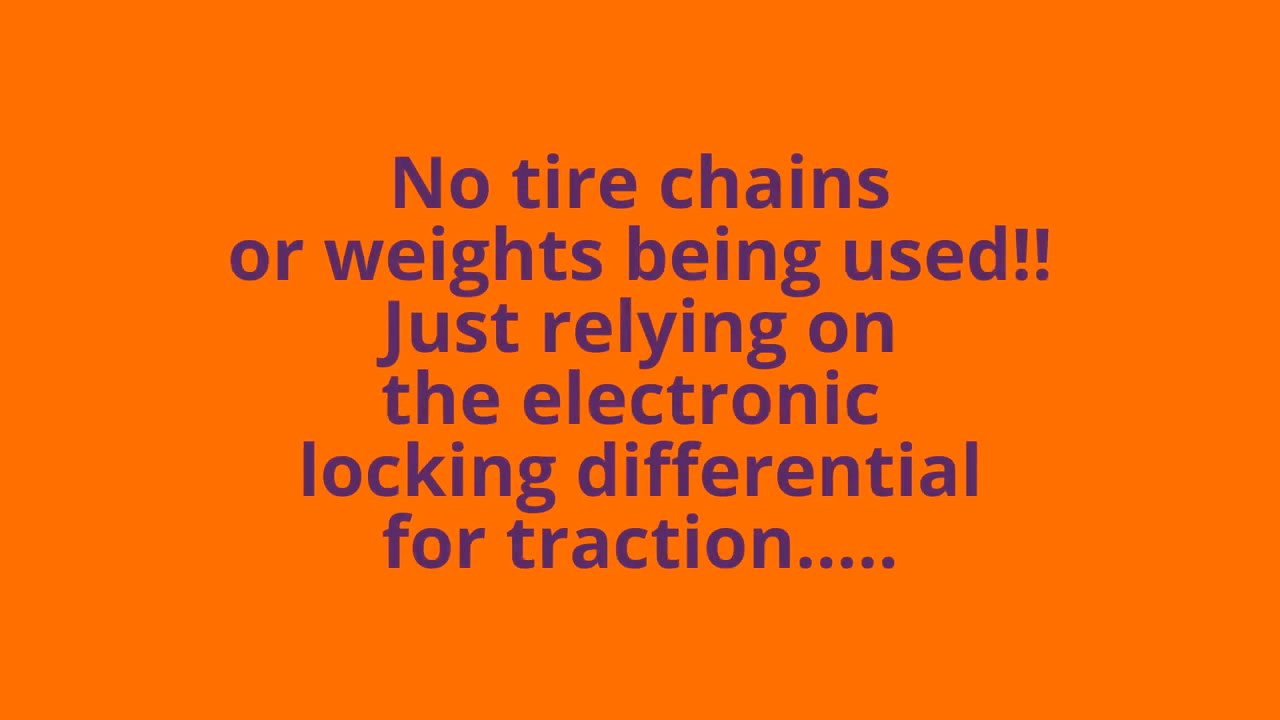 No tire chains
or weights being used!!
Just relying on
the electronic
locking differential
for traction.....